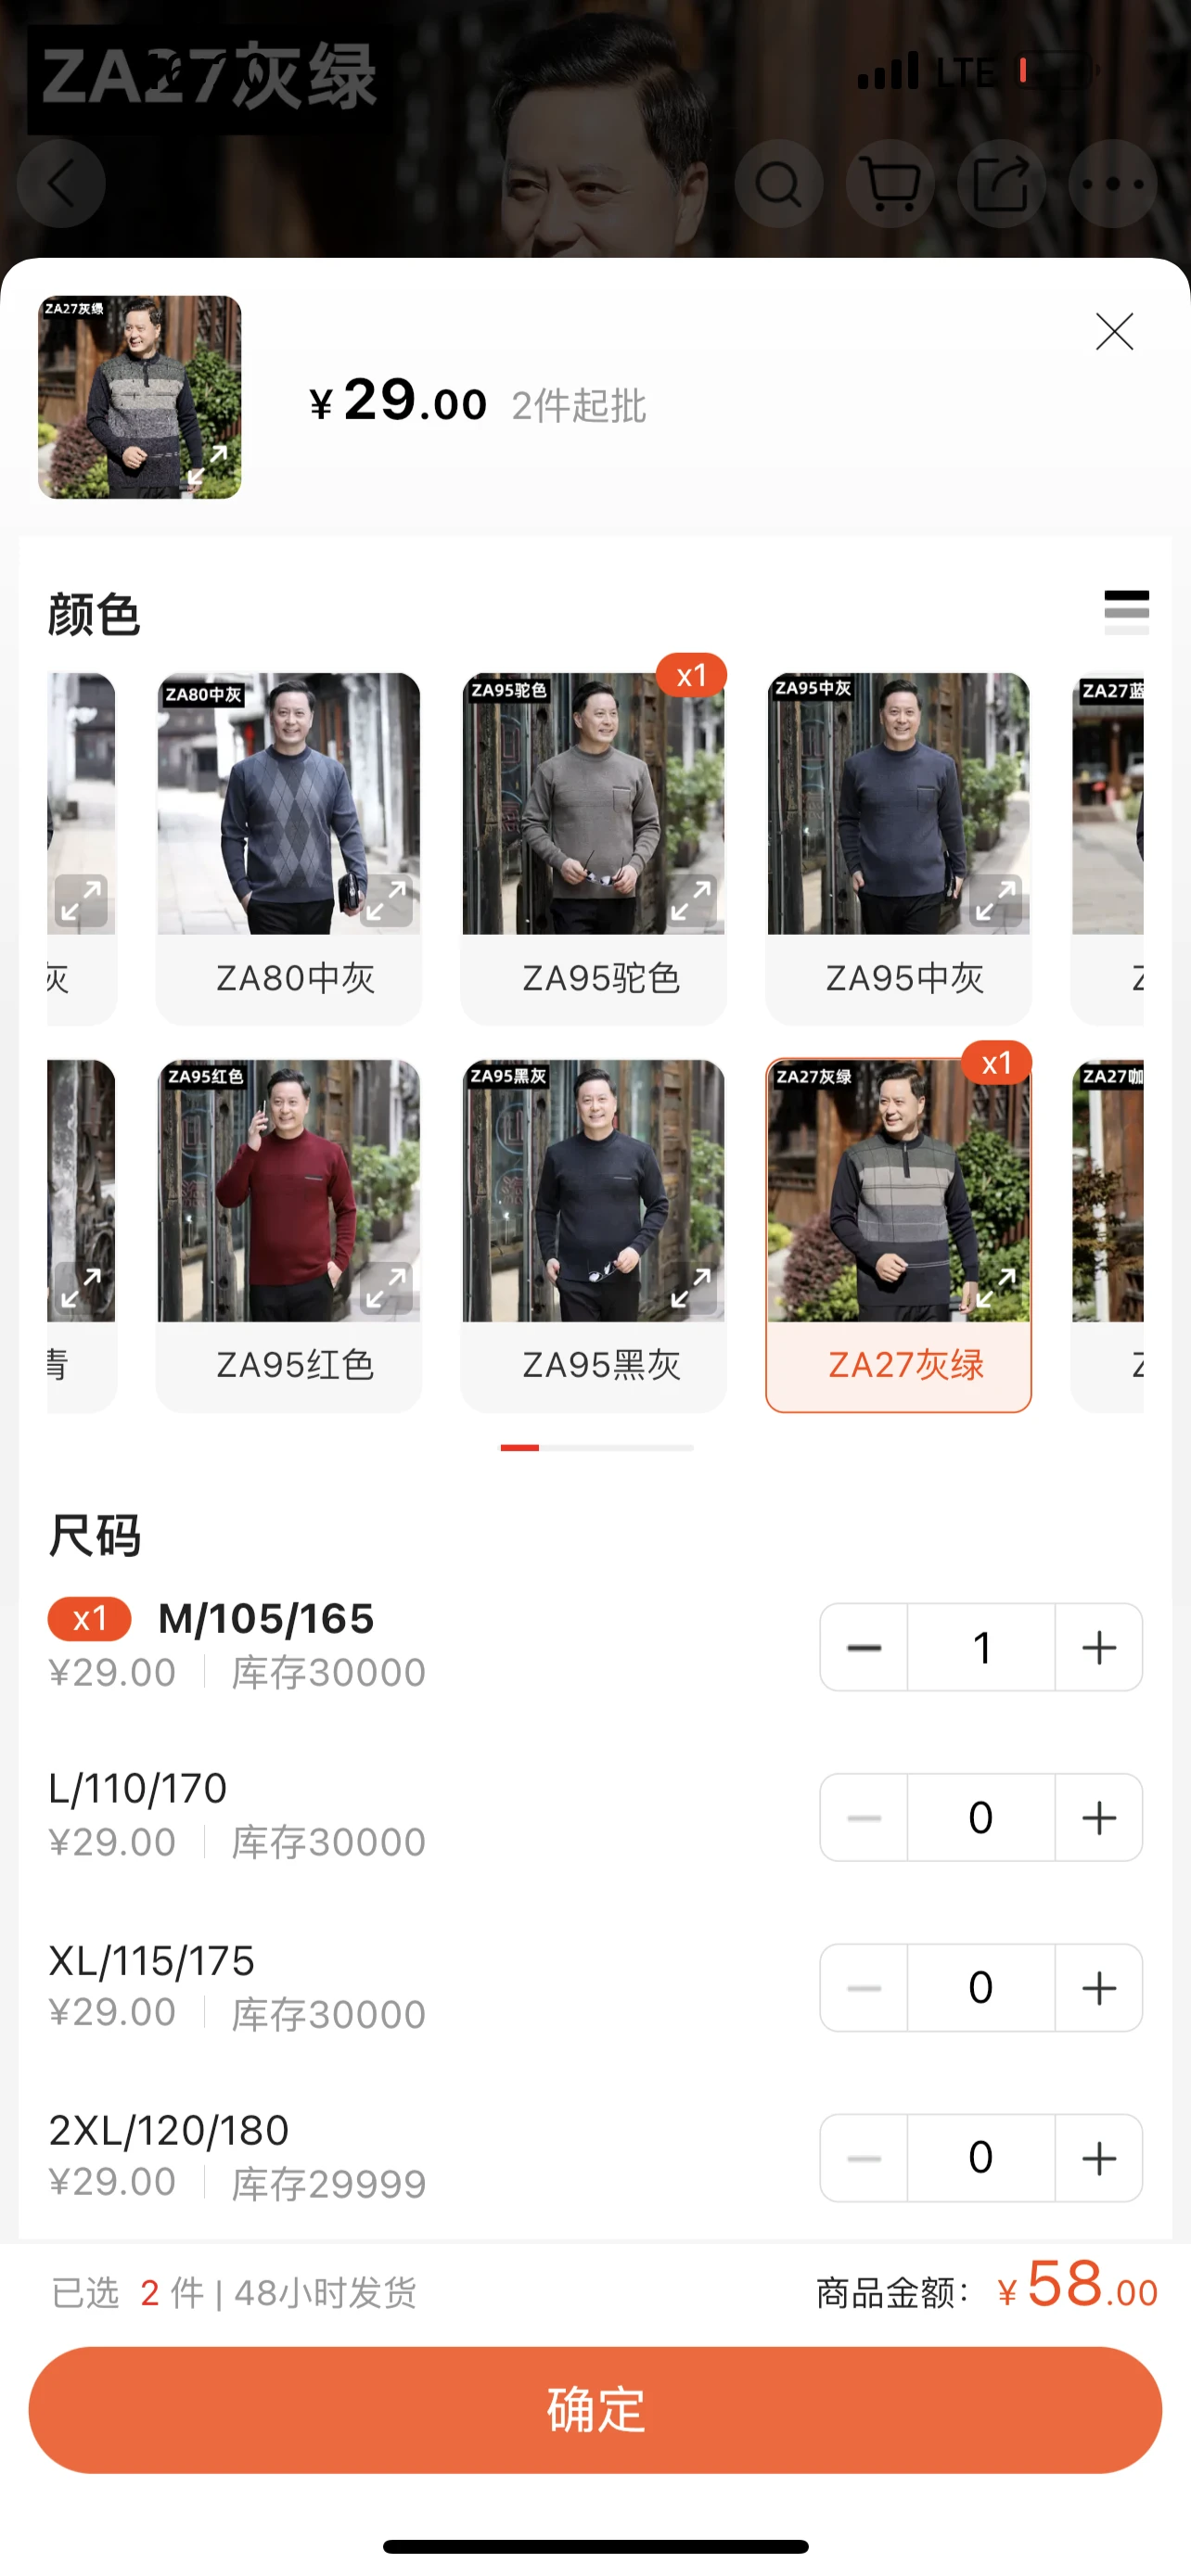 ZA27灰绿
LTE
ZA27灰绿
¥29.00 2件起批
颜色
x1
ZA80中灰
ZA95驼色
ZA95中灰
ZA27蓝
灰
ZA80中灰
ZA95驼色
ZA95中灰
x1
ZA95红色
ZA95黑灰
ZA27灰绿
ZA27咖
青
ZA95红色
ZA95黑灰
ZA27灰绿
尺码
x1 M/105/165
¥29.00 | 库存30000
1
L/110/170
¥29.00 | 库存30000
0
XL/115/175
¥29.00 | 库存30000
0
2XL/120/180
¥29.00 | 库存29999
0
已选 2 件 | 48小时发货
商品金额: ¥58.00
确定